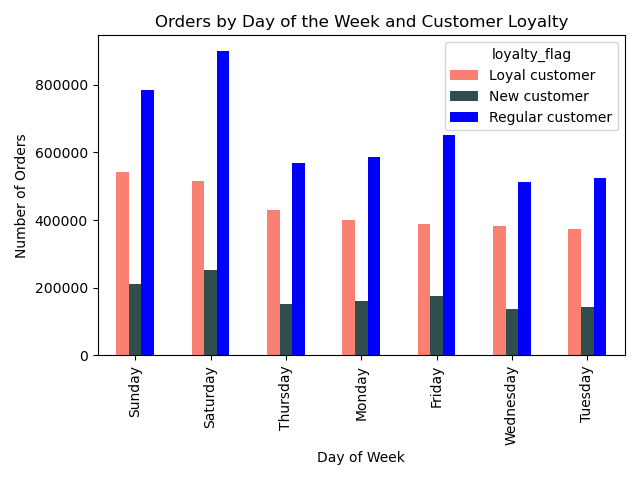 Orders by Day of the Week and Customer Loyalty
loyalty_flag
Loyal customer
New customer
Regular customer
Number of Orders
800000
600000
400000
200000
0
Sunday
Saturday
Thursday
Monday
Friday
Wednesday
Tuesday
Day of Week